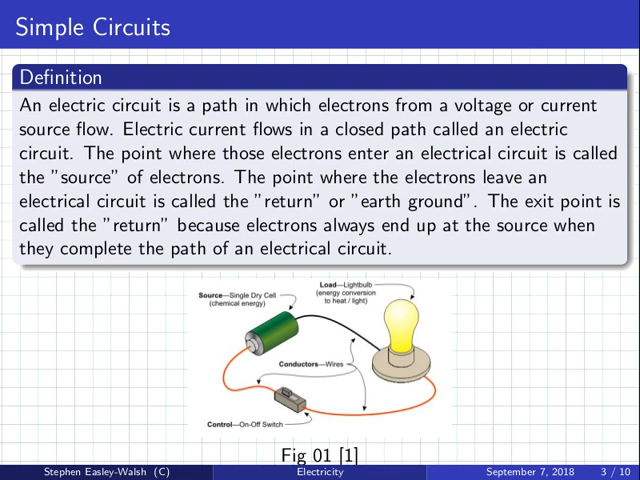 Simple Circuits
Definition
An electric circuit is a path in which electrons from a voltage or current
source flow. Electric current flows in a closed path called an electric
circuit. The point where those electrons enter an electrical circuit is called
the ”source” of electrons. The point where the electrons leave an
electrical circuit is called the ”return” or ”earth ground”. The exit point is
called the ”return” because electrons always end up at the source when
they complete the path of an electrical circuit.
Load—Lightbulb
(energy conversion
to heat / light)
Source—Single Dry Cell
(chemical energy)
Conductors—Wires
Control—On-Off Switch
Fig 01 [1]
Stephen Easley-Walsh (C)
Electricity
September 7, 2018
3 / 10